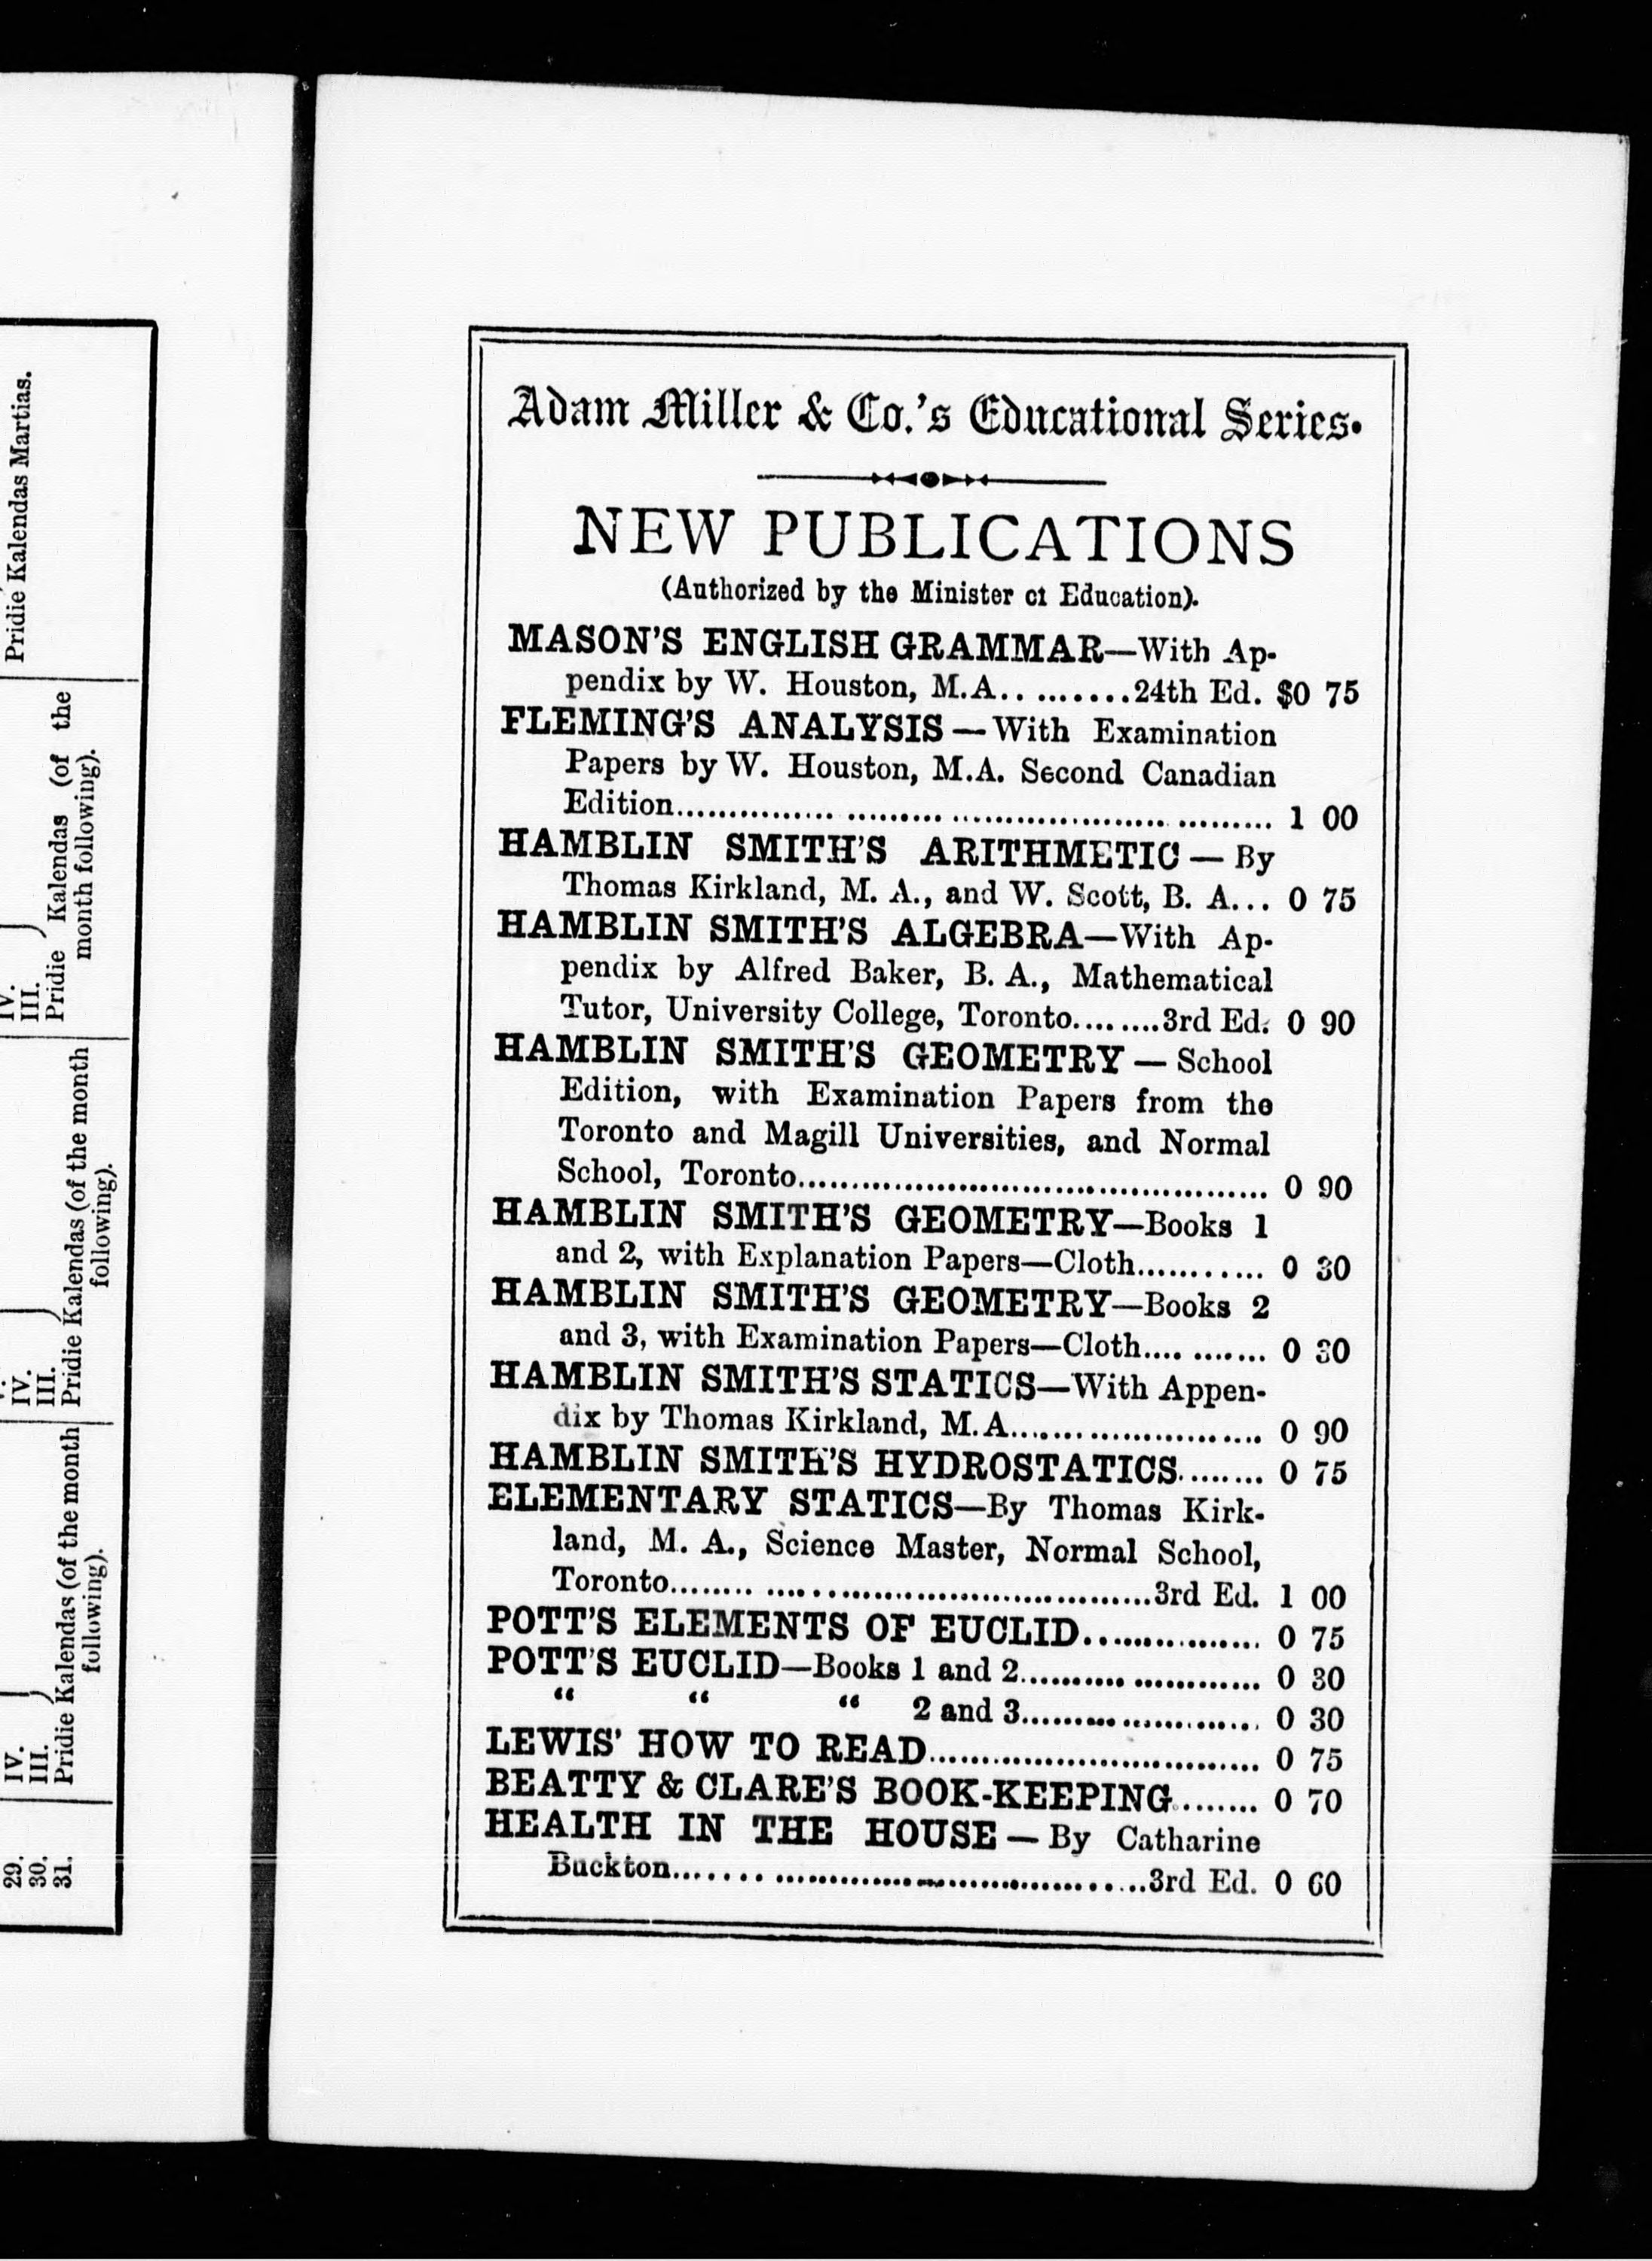 Pridie Kalendas Martias.
III.
Pridie Kalendas (of the
month following).
IV.
III.
Pridie Kalendas (of the month
following).
29. IV.
30. III.
31. Pridie Kalendas (of the month
following).
Adam Miller & Co.'s Educational Series.
NEW PUBLICATIONS
(Authorized by the Minister of Education).
MASON'S ENGLISH GRAMMAR—With Ap-
pendix by W. Houston, M.A.. ........24th Ed. $0 75
FLEMING'S ANALYSIS — With Examination
Papers by W. Houston, M.A. Second Canadian
Edition............... ......... ..................... ......... 1 00
HAMBLIN SMITH'S ARITHMETIC — By
Thomas Kirkland, M. A., and W. Scott, B. A... 0 75
HAMBLIN SMITH'S ALGEBRA—With Ap-
pendix by Alfred Baker, B. A., Mathematical
Tutor, University College, Toronto........3rd Ed. 0 90
HAMBLIN SMITH'S GEOMETRY — School
Edition, with Examination Papers from the
Toronto and Magill Universities, and Normal
School, Toronto............................................. 0 90
HAMBLIN SMITH'S GEOMETRY—Books 1
and 2, with Explanation Papers—Cloth............ 0 30
HAMBLIN SMITH'S GEOMETRY—Books 2
and 3, with Examination Papers—Cloth.... ....... 0 30
HAMBLIN SMITH'S STATICS—With Appen-
dix by Thomas Kirkland, M.A........................ 0 90
HAMBLIN SMITH'S HYDROSTATICS........ 0 75
ELEMENTARY STATICS—By Thomas Kirk-
land, M. A., Science Master, Normal School,
Toronto........ .....................................3rd Ed. 1 00
POTT'S ELEMENTS OF EUCLID................. 0 75
POTT'S EUCLID—Books 1 and 2.......... ............ 0 30
“ “ “ 2 and 3....................... 0 30
LEWIS' HOW TO READ................................ 0 75
BEATTY & CLARE'S BOOK-KEEPING........ 0 70
HEALTH IN THE HOUSE — By Catharine
Buckton....... ....................................3rd Ed. 0 60